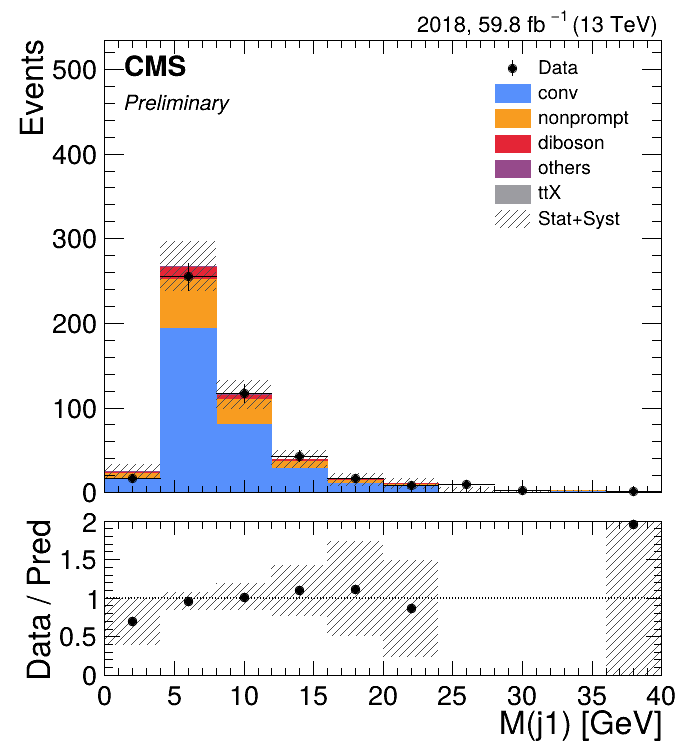 2018, 59.8 fb⁻¹ (13 TeV)
Events
CMS
Preliminary
Data
conv
nonprompt
diboson
others
ttX
Stat+Syst
500
400
300
200
100
0
Data / Pred
2
1.5
1
0.5
0
0 5 10 15 20 25 30 35 40
M(j1) [GeV]